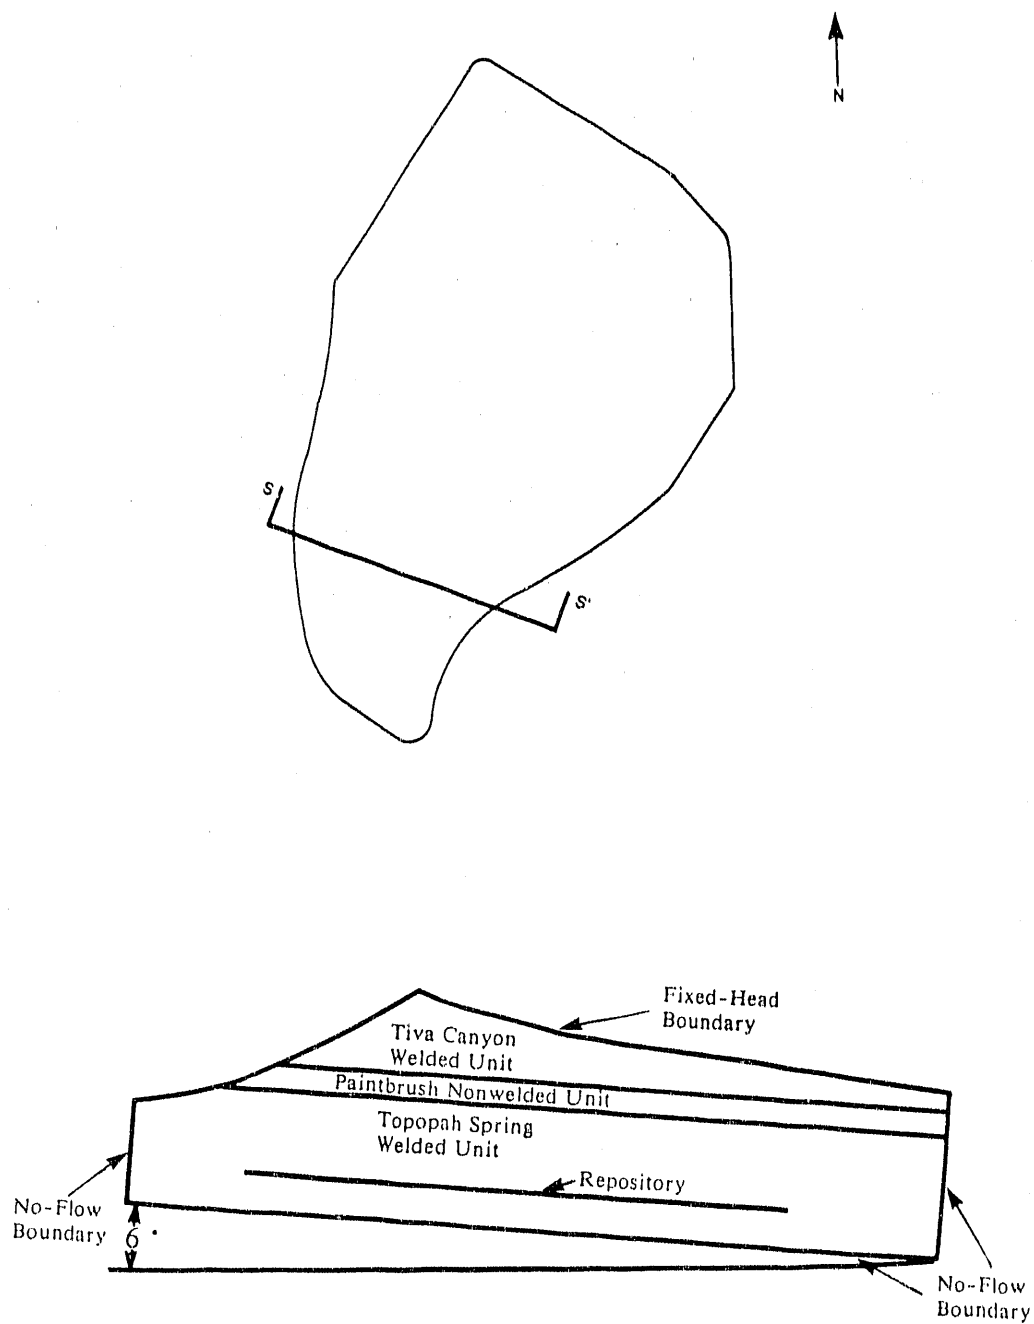 N
S
S'
Fixed-Head
Boundary
Tiva Canyon
Welded Unit
Paintbrush Nonwelded Unit
Topopah Spring
Welded Unit
Repository
No-Flow
Boundary
6°
No-Flow
Boundary